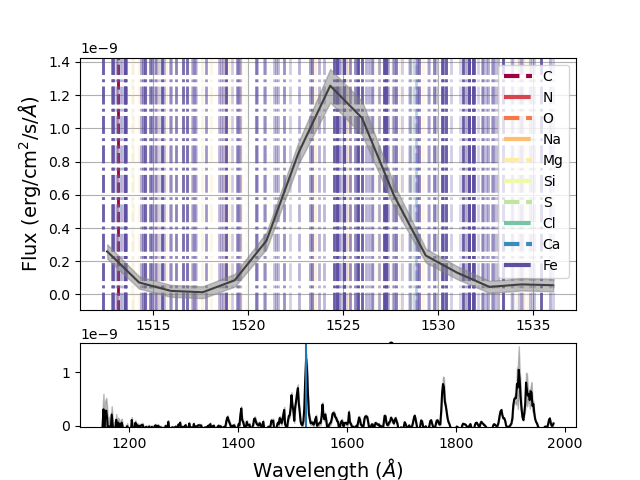 1e−9
1.4
1.2
1.0
0.8
0.6
0.4
0.2
0.0
Flux (erg/cm²/s/Å)
C
N
O
Na
Mg
Si
S
Cl
Ca
Fe
1515 1520 1525 1530 1535
1e−9
1
0
1200 1400 1600 1800 2000
Wavelength (Å)